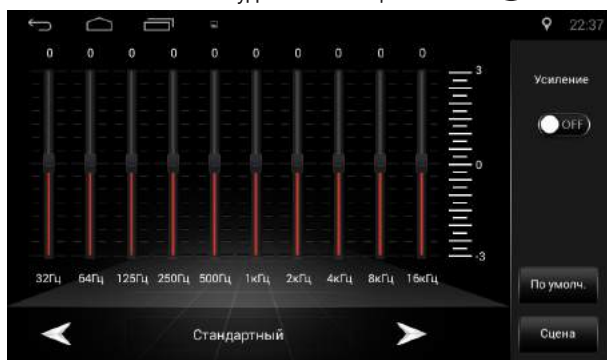 22:37
0 0 0 0 0 0 0 0 0 0
3
Усиление
OFF
0
-3
32Гц 64Гц 125Гц 250Гц 500Гц 1кГц 2кГц 4кГц 8кГц 16кГц
По умолч.
Стандартный
Сцена